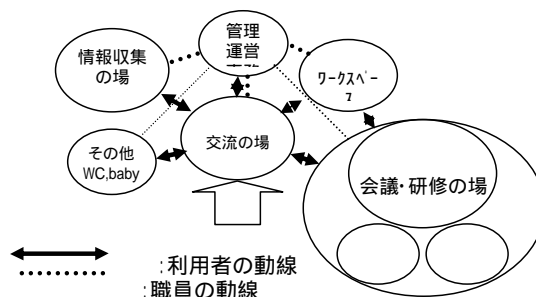 情報収集
の場
管理
運営
ﾜｰｸｽﾍﾟｰ
その他
WC,baby
交流の場
会議・研修の場
:利用者の動線
:職員の動線